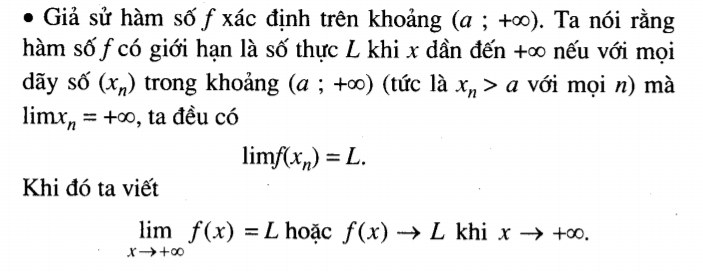 • Giả sử hàm số f xác định trên khoảng (a ; +∞). Ta nói rằng
hàm số f có giới hạn là số thực L khi x dần đến +∞ nếu với mọi
dãy số (xₙ) trong khoảng (a ; +∞) (tức là xₙ > a với mọi n) mà
limxₙ = +∞, ta đều có
limf(xₙ) = L.
Khi đó ta viết
lim f(x) = L hoặc f(x) → L khi x → +∞.
x→+∞